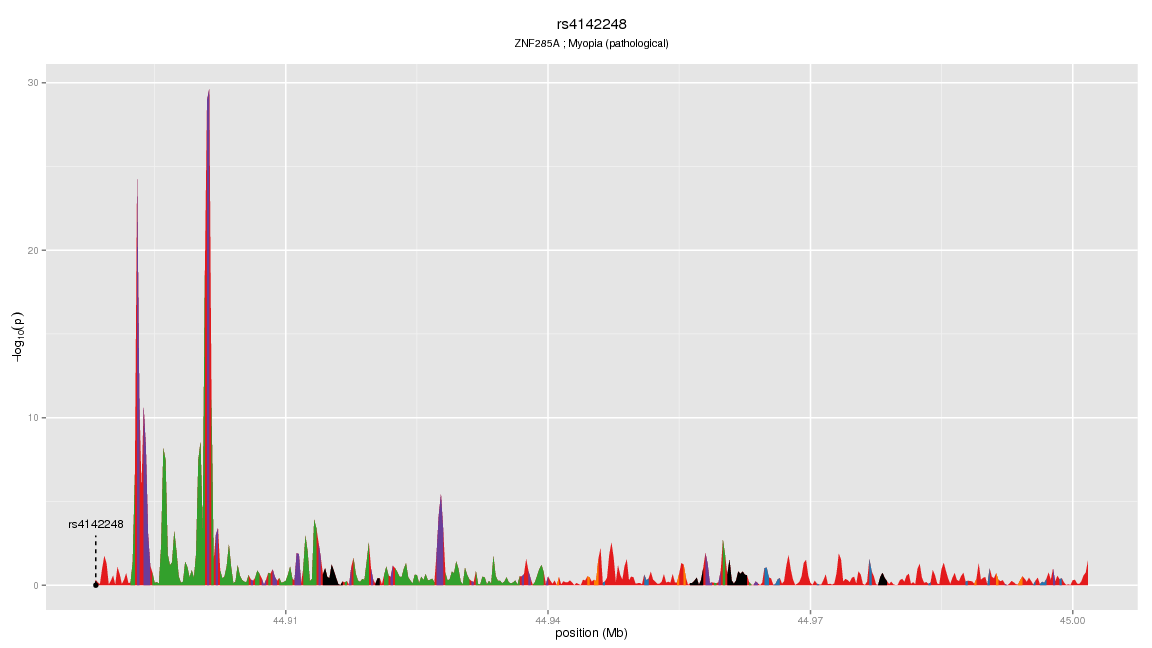 rs4142248
ZNF285A ; Myopia (pathological)
30
20
10
0
−log10(p)
rs4142248
44.91
44.94
44.97
45.00
position (Mb)